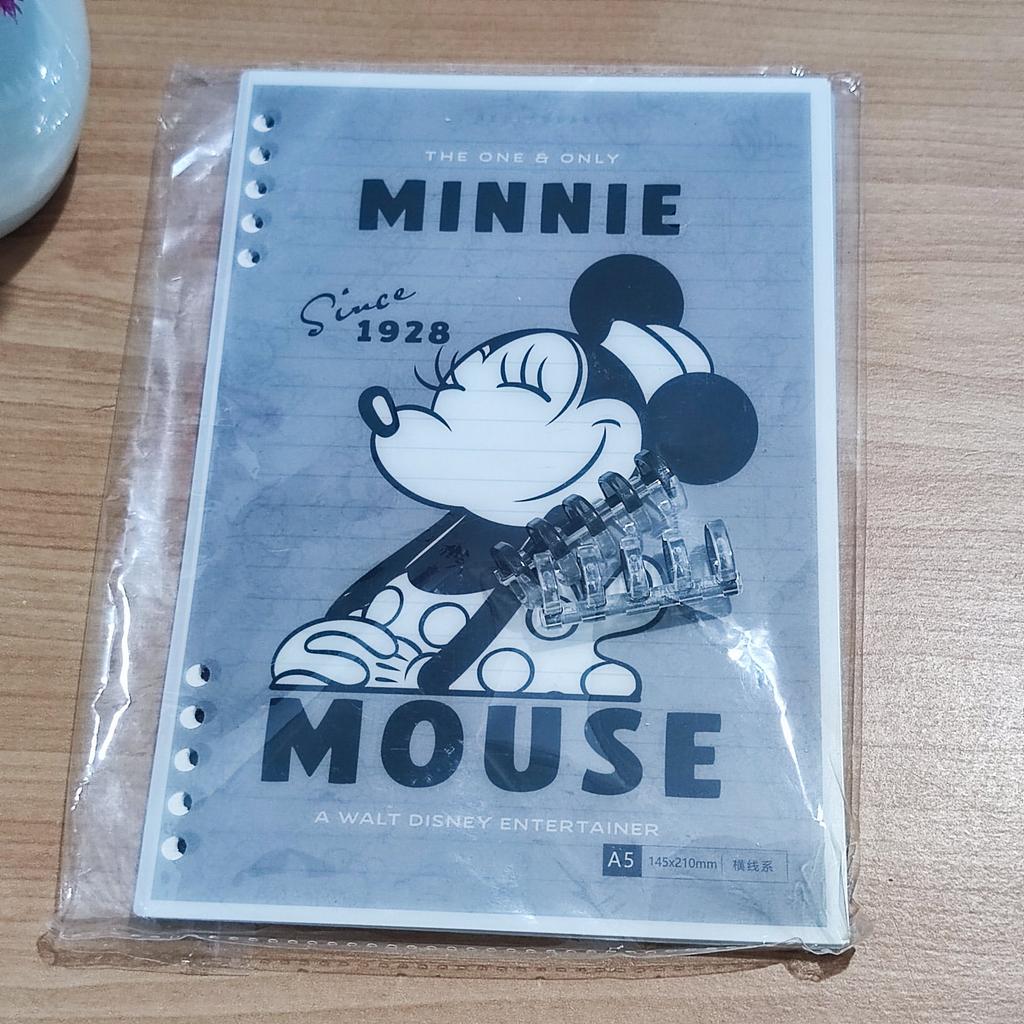 THE ONE & ONLY
MINNIE
Since
1928
MOUSE
A WALT DISNEY ENTERTAINER
A5 145x210mm 横线系